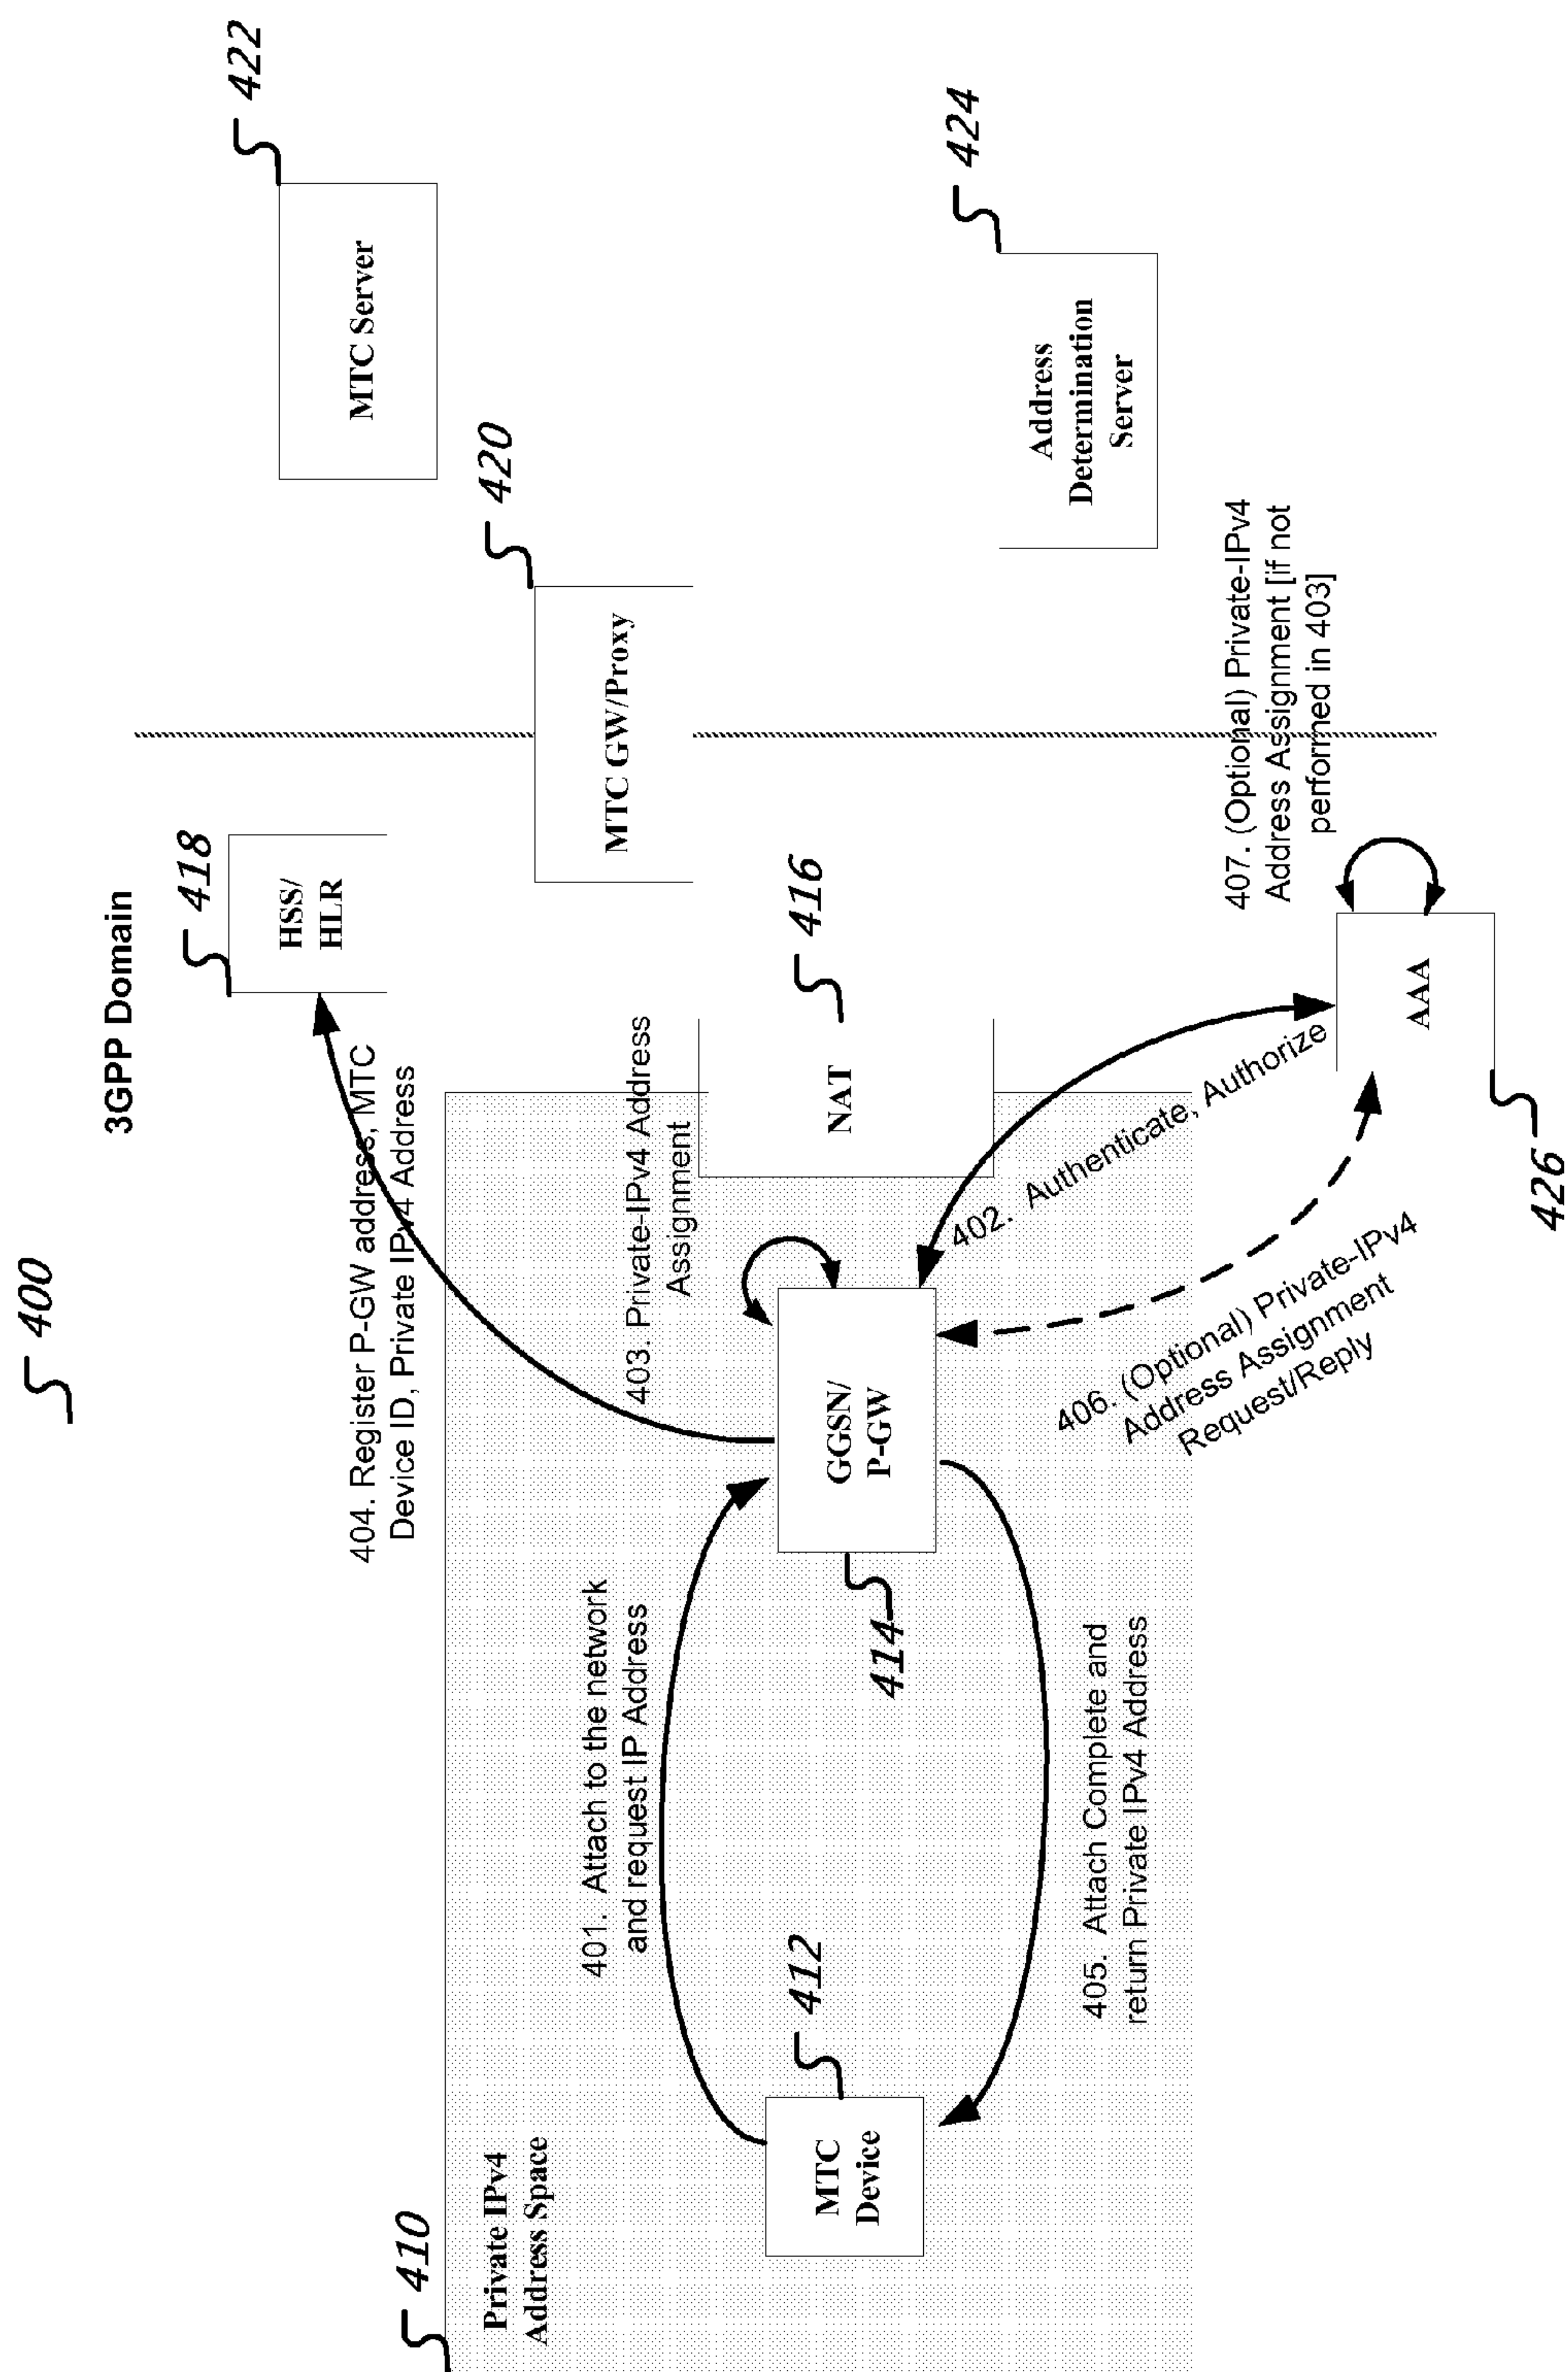 400
3GPP Domain
410
Private IPv4
Address Space
404. Register P-GW address, MTC
Device ID, Private IPv4 Address
418
HSS/
HLR
422
MTC Server
420
MTC GW/Proxy
401. Attach to the network
and request IP Address
403. Private-IPv4 Address
Assignment
412
MTC
Device
414
GGSN/
P-GW
416
NAT
424
Address
Determination
Server
402. Authenticate, Authorize
405. Attach Complete and
return Private IPv4 Address
406. (Optional) Private-IPv4
Address Assignment
Request/Reply
407. (Optional) Private-IPv4
Address Assignment [if not
performed in 403]
AAA
426